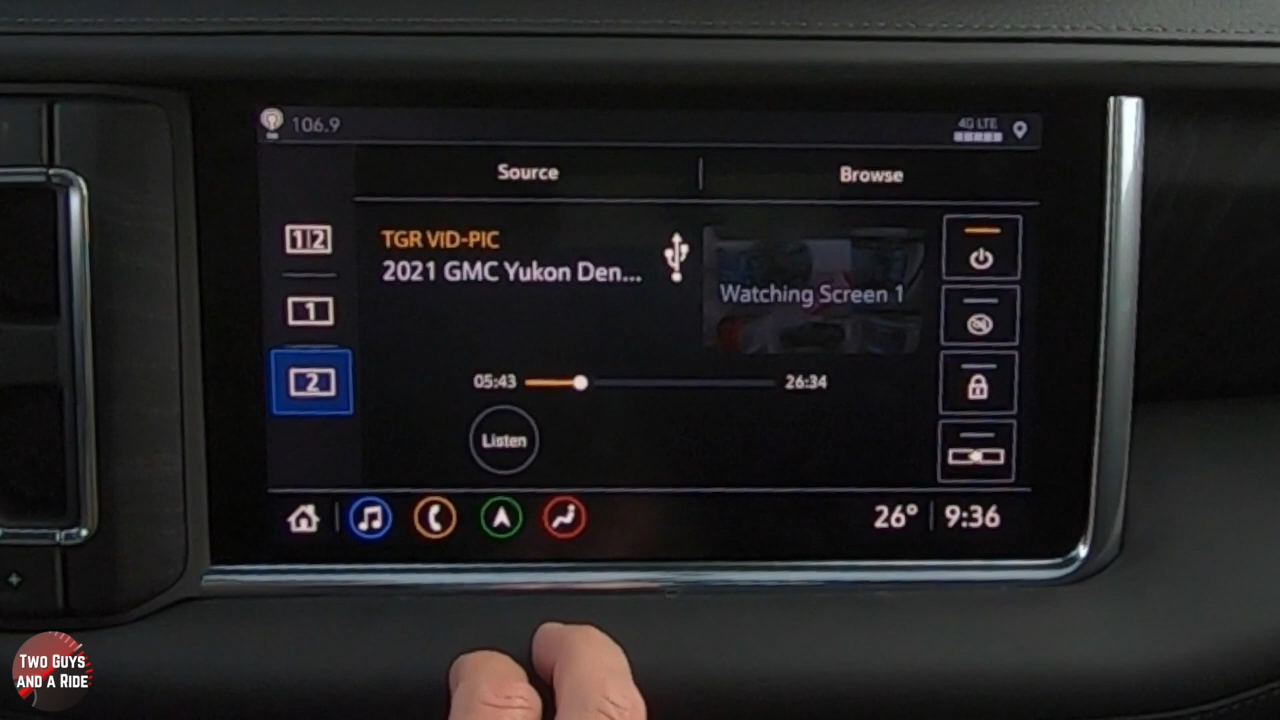 106.9
4G LTE
Source
Browse
1 2
1
2
TGR VID-PIC
2021 GMC Yukon Den...
Watching Screen 1
05:43
26:34
Listen
26°
9:36
TWO GUYS
AND A RIDE